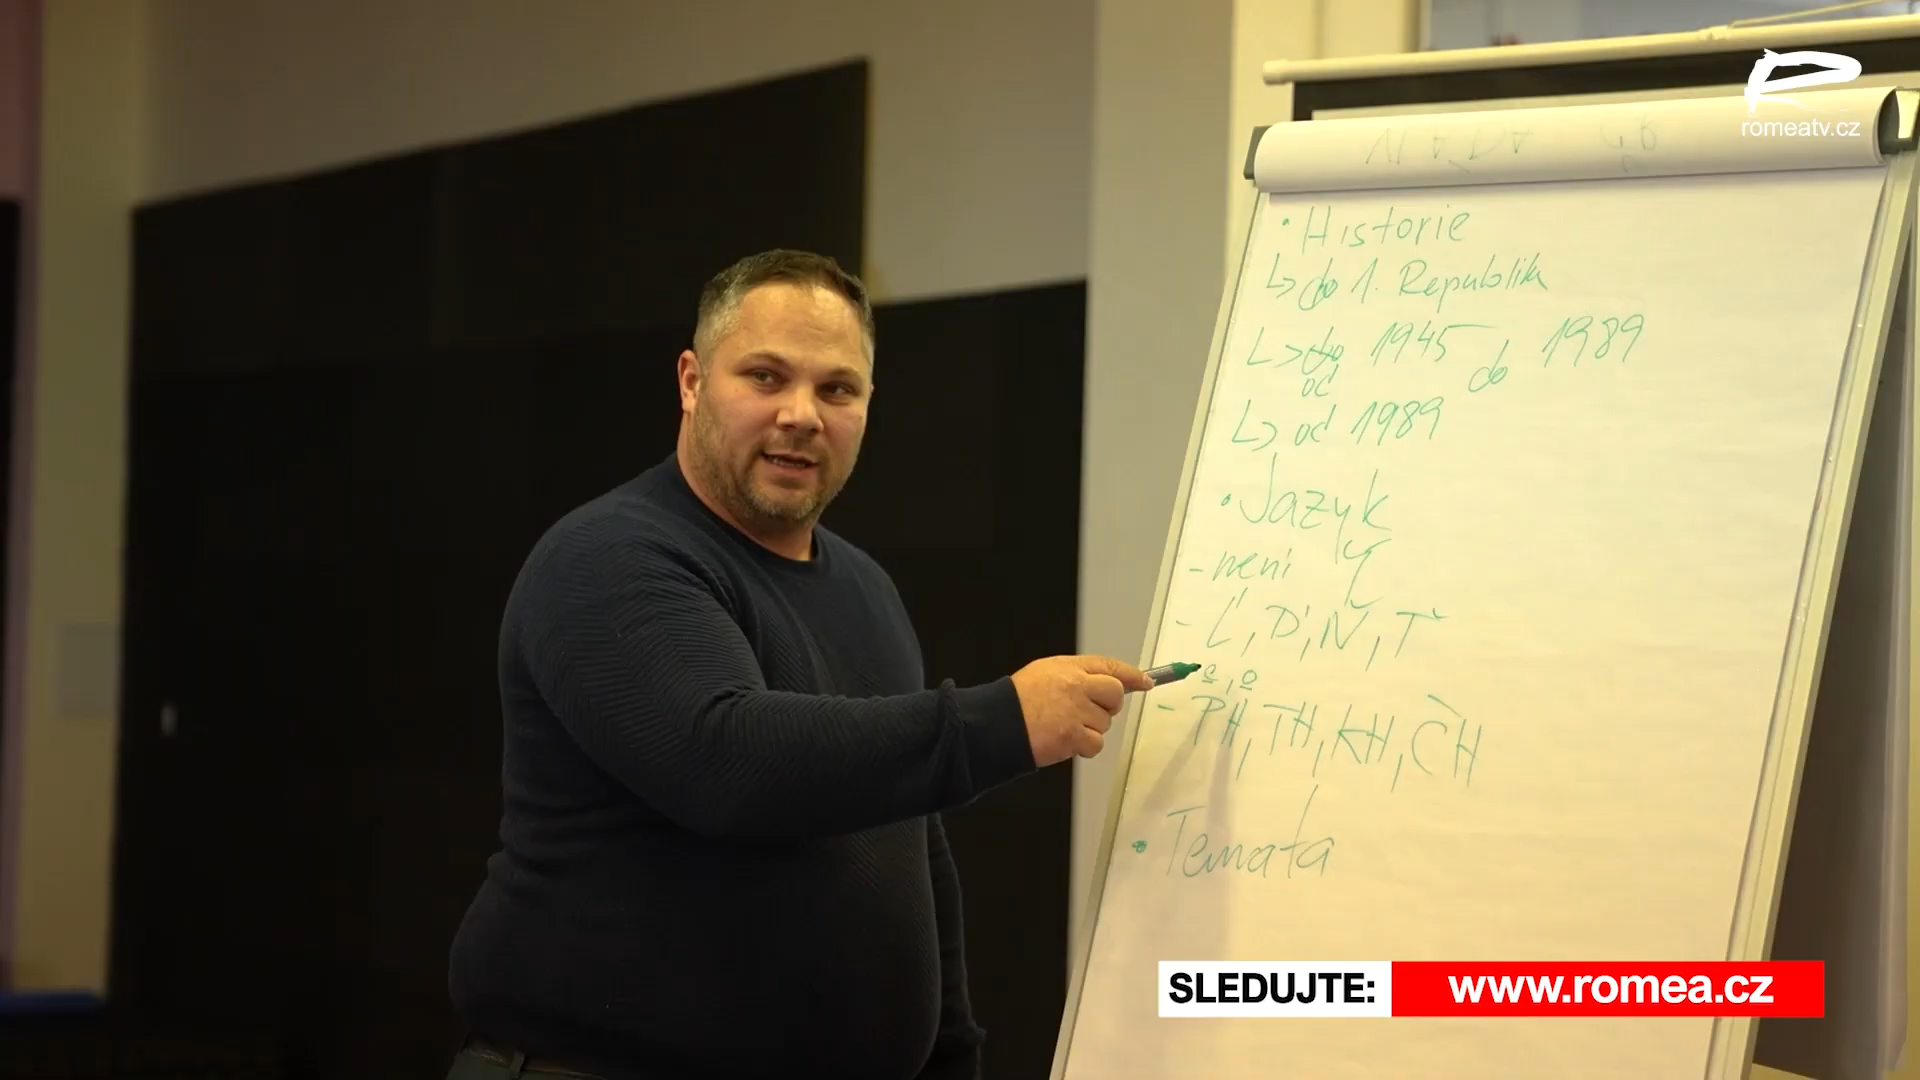 romeatv.cz
• Historie
↳ do 1. Republik
↳ do 1945 do 1989
od
↳ od 1989
• Jazyk
- není Y
- Ľ, Ď, Ň, Ť
- PH, TH, KH, ČH
• Temata
SLEDUJTE: www.romea.cz